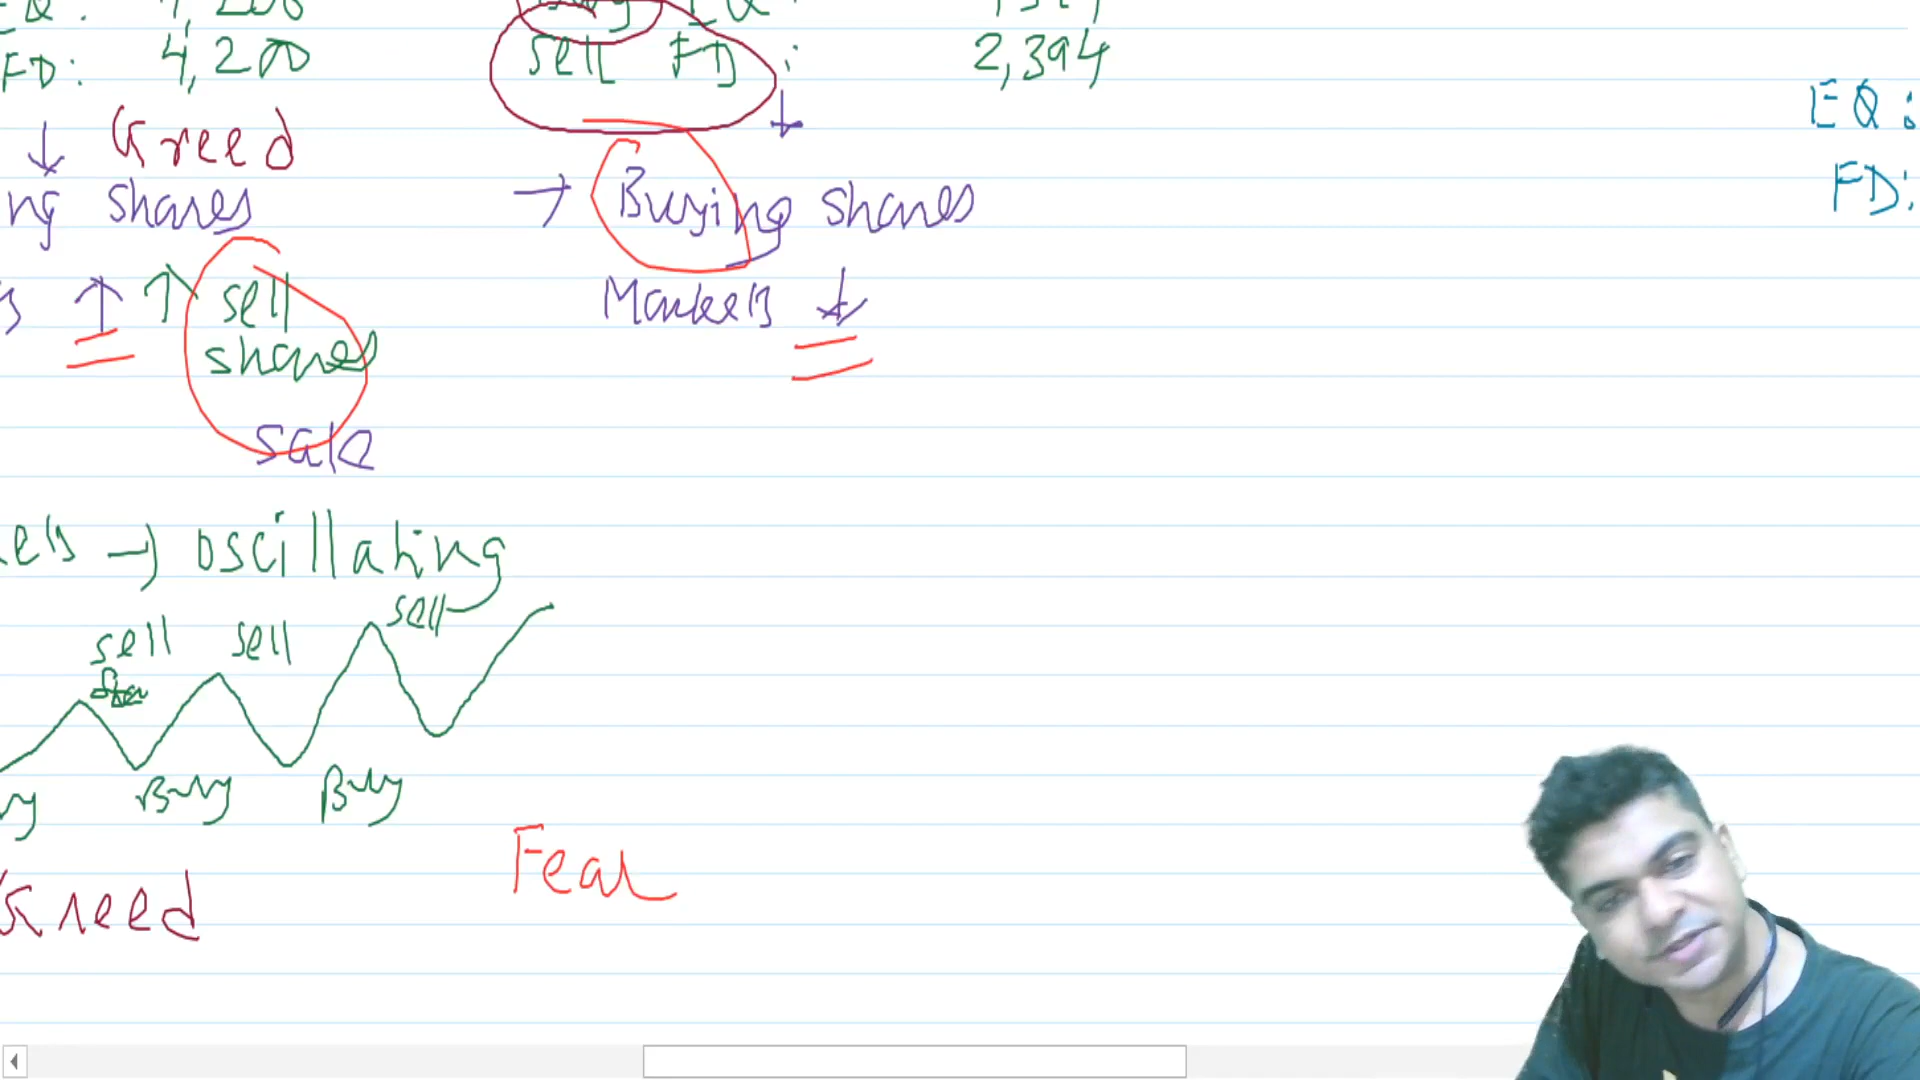 FD: 4,200 sell FD : 2,394
EQ:
Greed
FD:
ng shares → Buying shares
↑ ↑ sell Markets ↓
shares
sale
→ oscillating
sell sell sell
Buy Buy
Fear
Greed